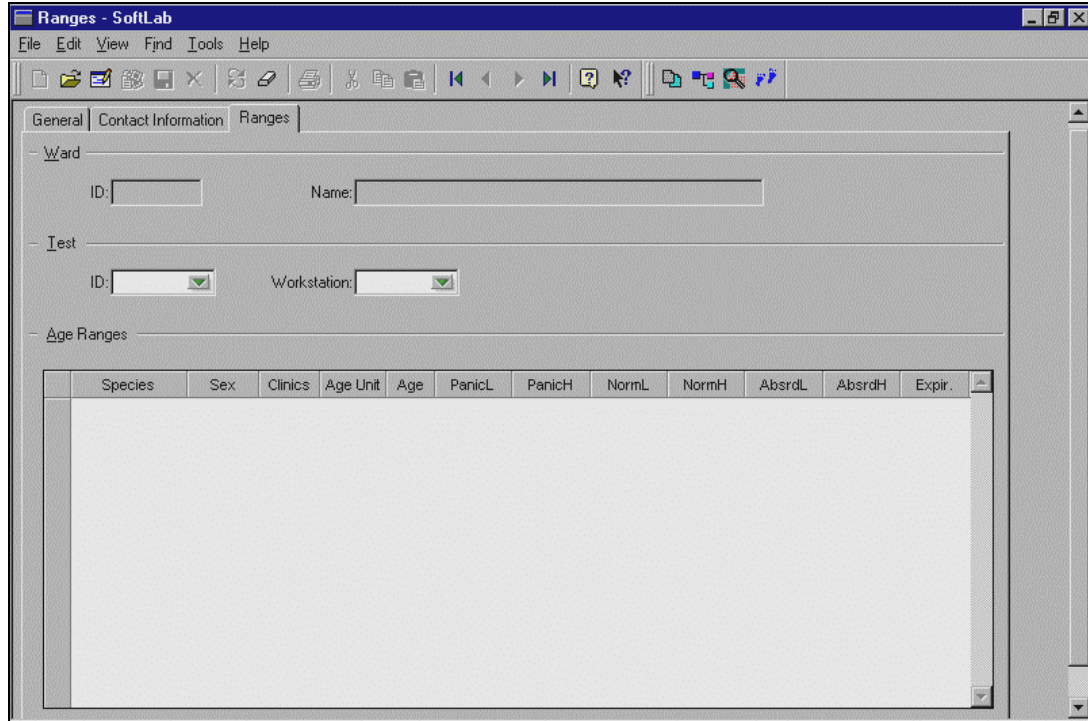 Ranges - SoftLab
File Edit View Find Tools Help
General Contact Information Ranges
Ward
ID: Name:
Test
ID: Workstation:
Age Ranges
Species Sex Clinics Age Unit Age PanicL PanicH NormL NormH AbsrdL AbsrdH Expir.